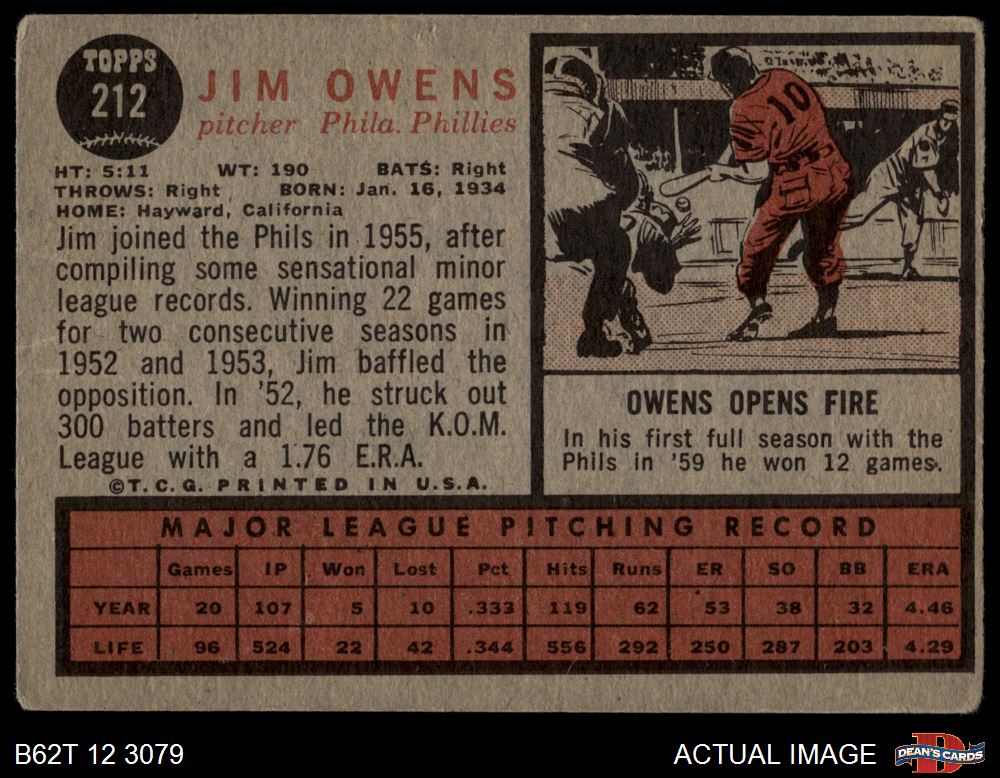 TOPPS
212
JIM OWENS
pitcher Phila. Phillies
HT: 5:11 WT: 190 BATS: Right
THROWS: Right BORN: Jan. 16, 1934
HOME: Hayward, California
Jim joined the Phils in 1955, after
compiling some sensational minor
league records. Winning 22 games
for two consecutive seasons in
1952 and 1953, Jim baffled the
opposition. In '52, he struck out
300 batters and led the K.O.M.
League with a 1.76 E.R.A.
©T.C.G. PRINTED IN U.S.A.
10
OWENS OPENS FIRE
In his first full season with the
Phils in '59 he won 12 games.
MAJOR LEAGUE PITCHING RECORD
Games IP Won Lost Pct Hits Runs ER SO BB ERA
YEAR 20 107 5 10 .333 119 62 53 38 32 4.46
LIFE 96 524 22 42 .344 556 292 250 287 203 4.29
B62T 12 3079
ACTUAL IMAGE
DEAN'S CARDS